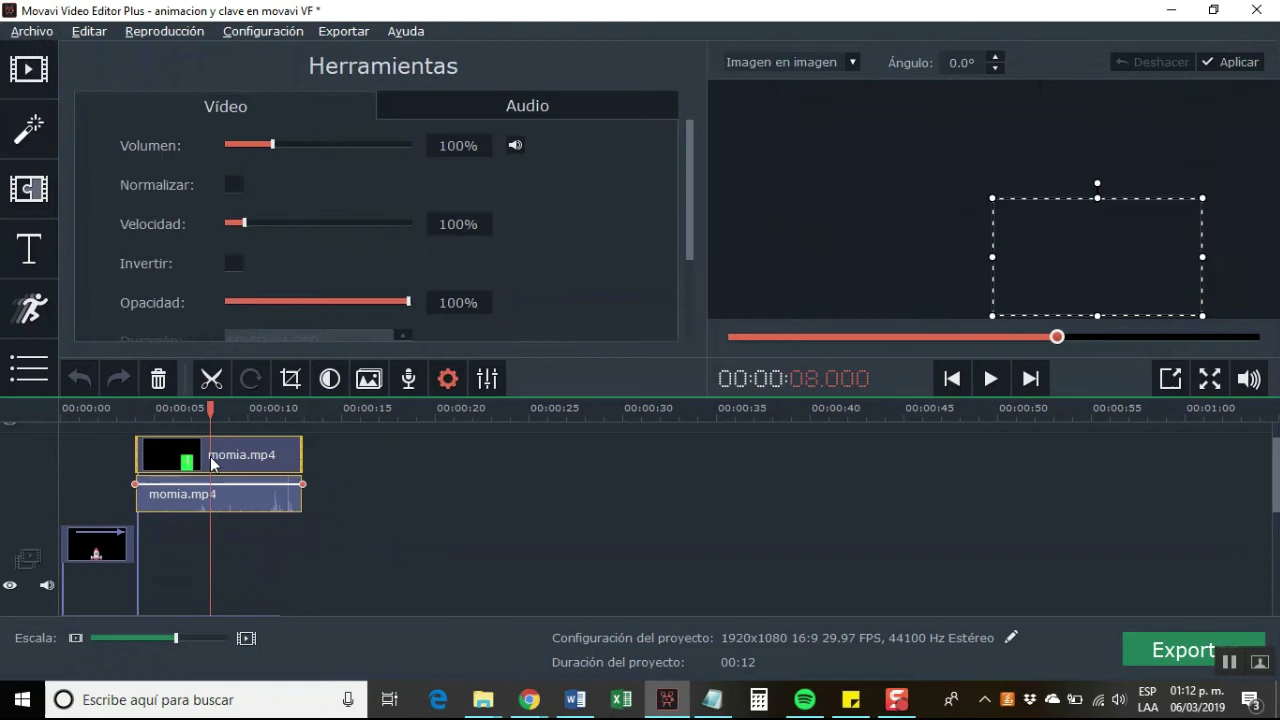 Movavi Video Editor Plus - animacion y clave en movavi VF *
Archivo Editar Reproducción Configuración Exportar Ayuda
Herramientas
Imagen en imagen Ángulo: 0.0° Deshacer Aplicar
Vídeo Audio
Volumen: 100%
Normalizar:
Velocidad: 100%
Invertir:
Opacidad: 100%
00:00:08.000
00:00:00 00:00:05 00:00:10 00:00:15 00:00:20 00:00:25 00:00:30 00:00:35 00:00:40 00:00:45 00:00:50 00:00:55 00:01:00
momia.mp4
momia.mp4
Escala:
Configuración del proyecto: 1920x1080 16:9 29.97 FPS, 44100 Hz Estéreo
Duración del proyecto: 00:12
Export
Escribe aquí para buscar
ESP
LAA
01:12 p. m.
06/03/2019
3